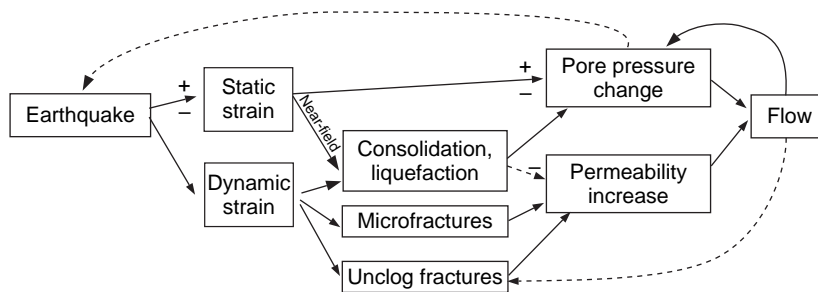 Earthquake
+
−
Static
strain
Near-field
Dynamic
strain
Consolidation,
liquefaction
Microfractures
Unclog fractures
+
−
Pore pressure
change
−
Permeability
increase
Flow